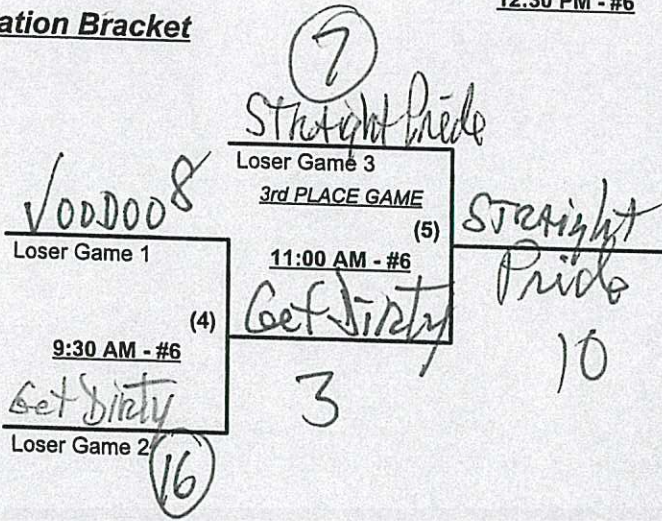 12:30 PM - #6
ation Bracket
7
Straight Pride
Loser Game 3
3rd PLACE GAME
VOODOO 8
Loser Game 1
(5)
Straight
Pride
11:00 AM - #6
(4)
Get Dirty
9:30 AM - #6
10
3
Get Dirty
Loser Game 2
16